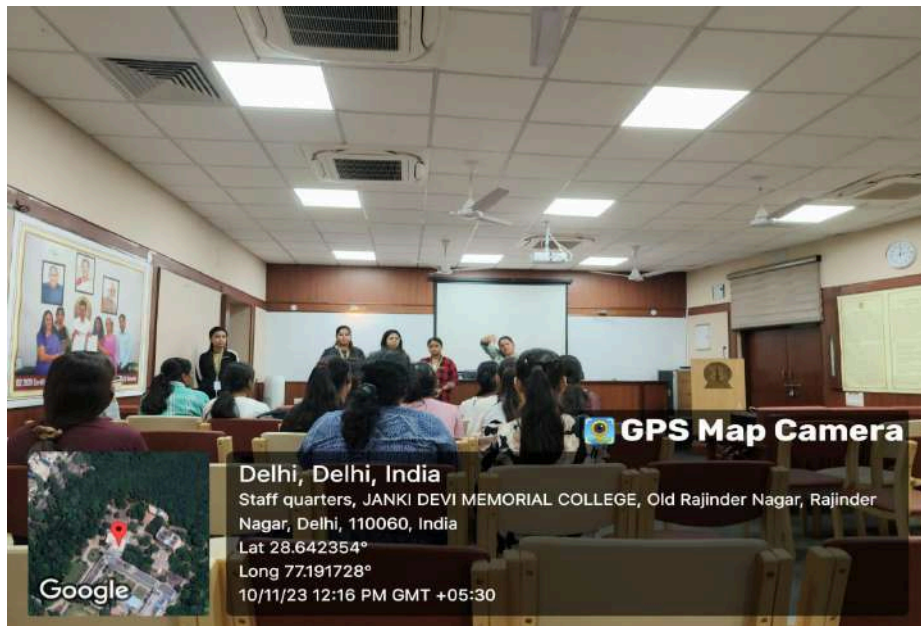 GPS Map Camera
Delhi, Delhi, India
Staff quarters, JANKI DEVI MEMORIAL COLLEGE, Old Rajinder Nagar, Rajinder
Nagar, Delhi, 110060, India
Lat 28.642354°
Long 77.191728°
10/11/23 12:16 PM GMT +05:30
Google